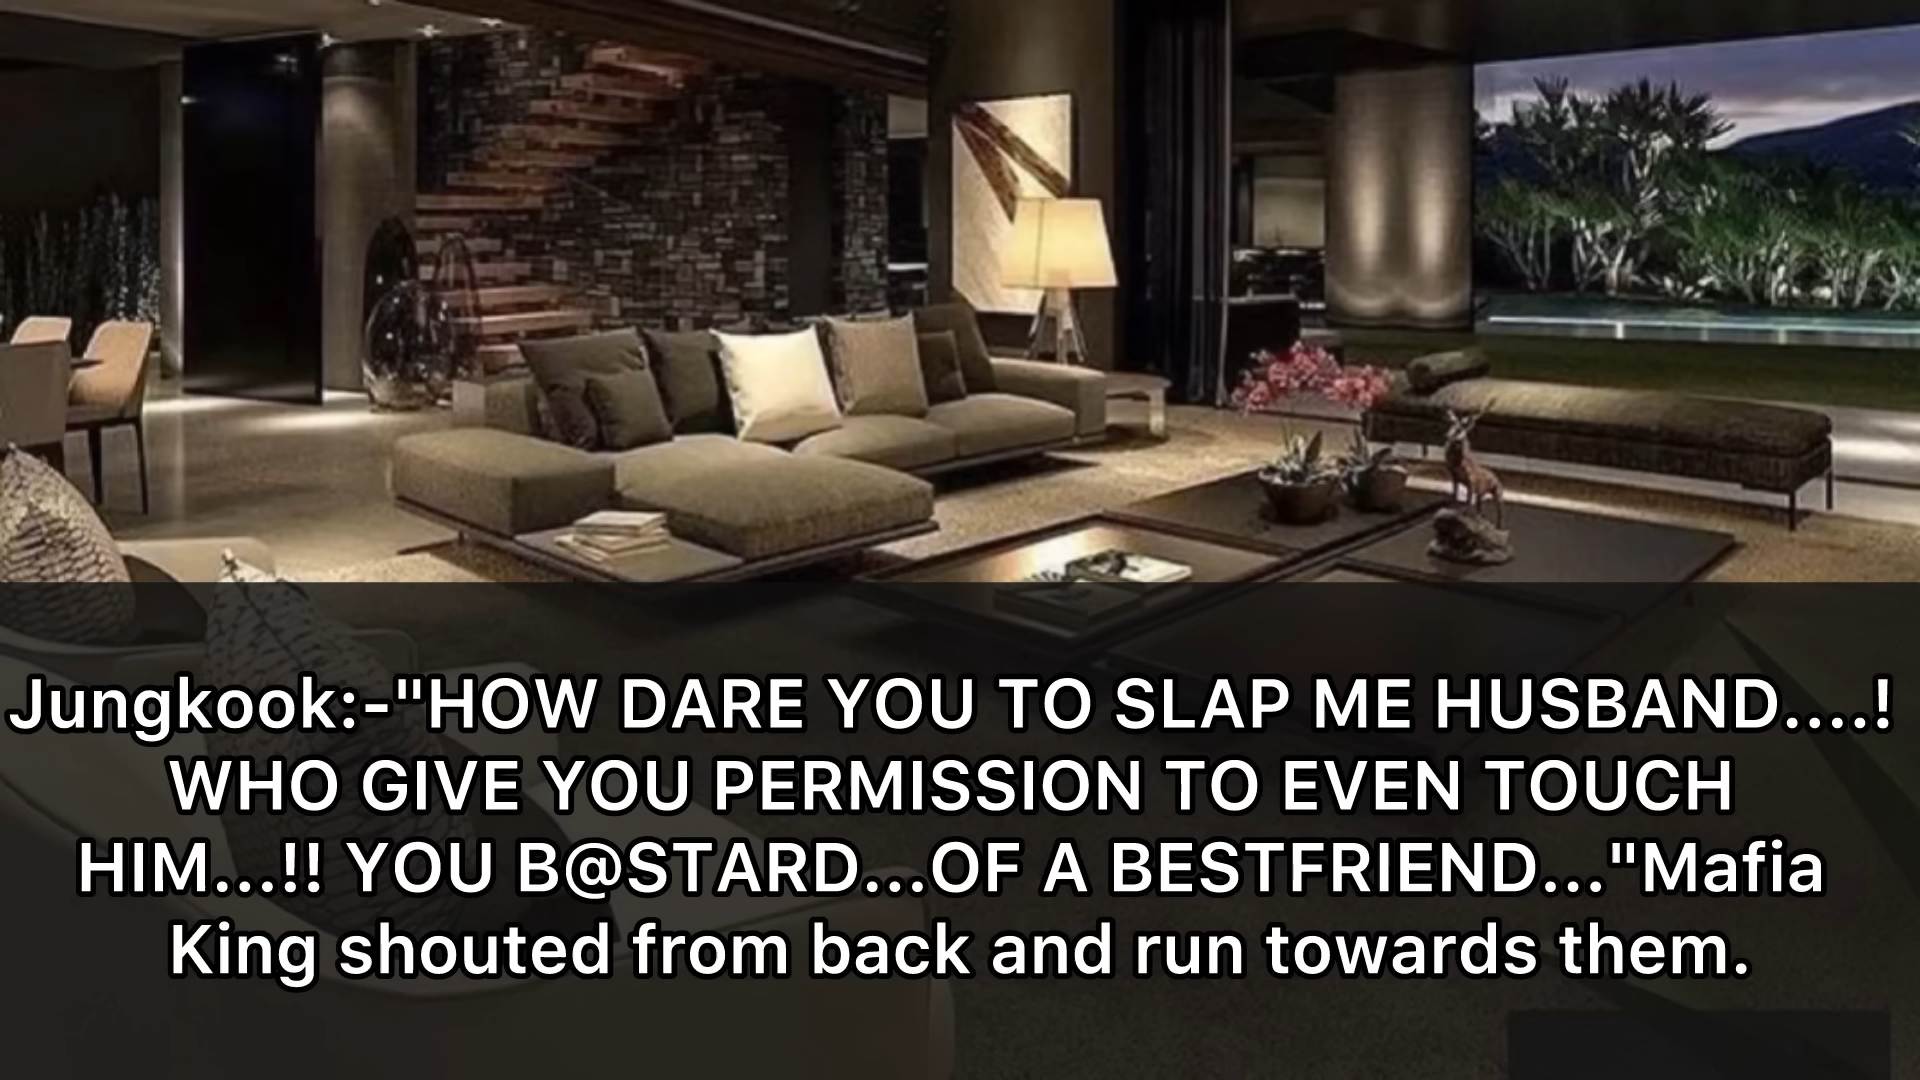 Jungkook:-"HOW DARE YOU TO SLAP ME HUSBAND....!
WHO GIVE YOU PERMISSION TO EVEN TOUCH
HIM...!! YOU B@STARD...OF A BESTFRIEND..."Mafia
King shouted from back and run towards them.